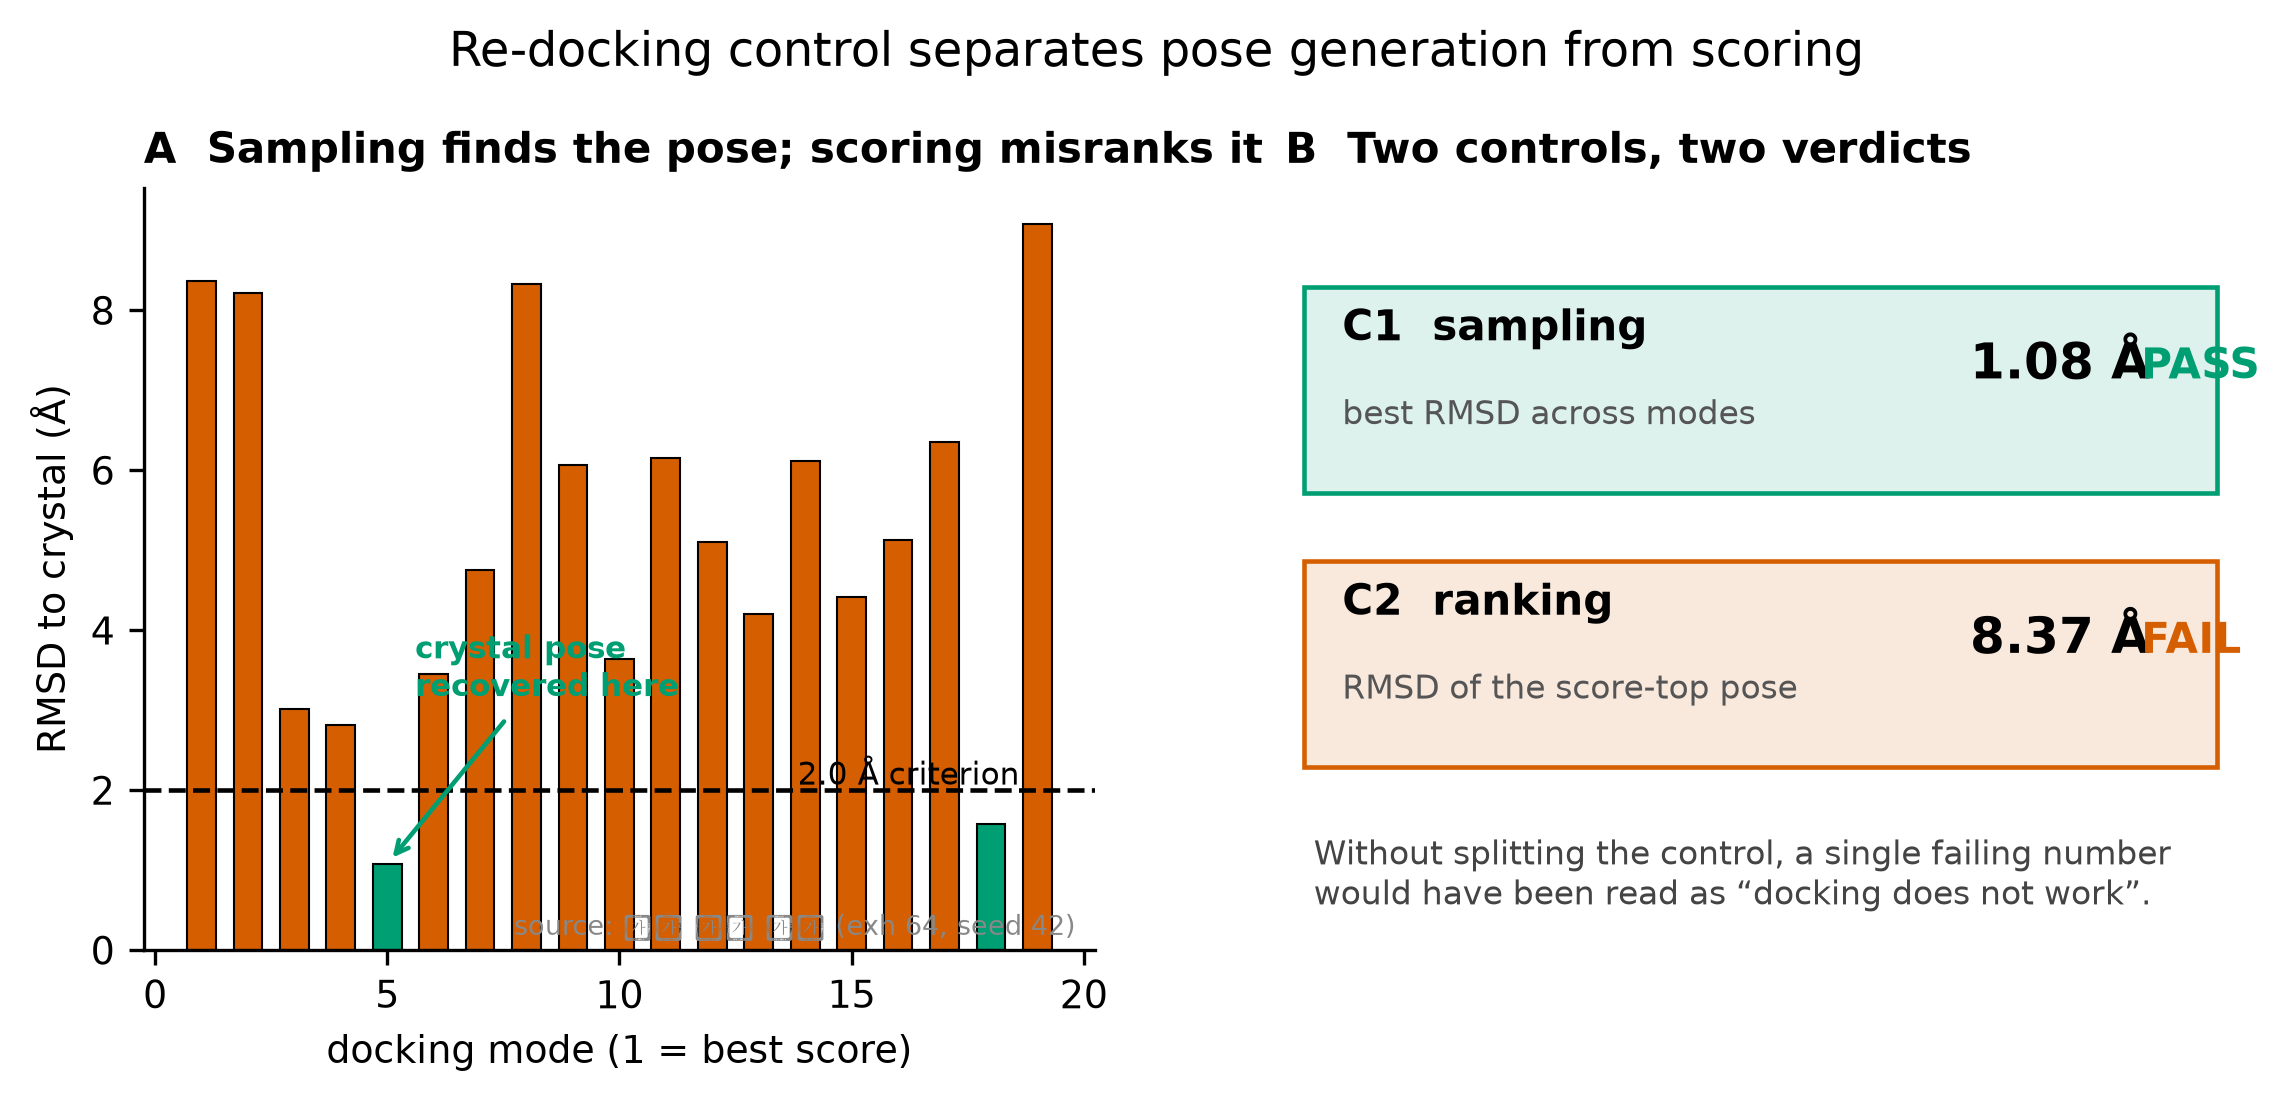 Re-docking control separates pose generation from scoring
A Sampling finds the pose; scoring misranks it
RMSD to crystal (Å)
8
6
4
2
0
crystal pose
recovered here
2.0 Å criterion
source: (exh 64, seed 42)
0 5 10 15 20
docking mode (1 = best score)
B Two controls, two verdicts
C1 sampling
1.08 Å PASS
best RMSD across modes
C2 ranking
8.37 Å FAIL
RMSD of the score-top pose
Without splitting the control, a single failing number
would have been read as “docking does not work”.